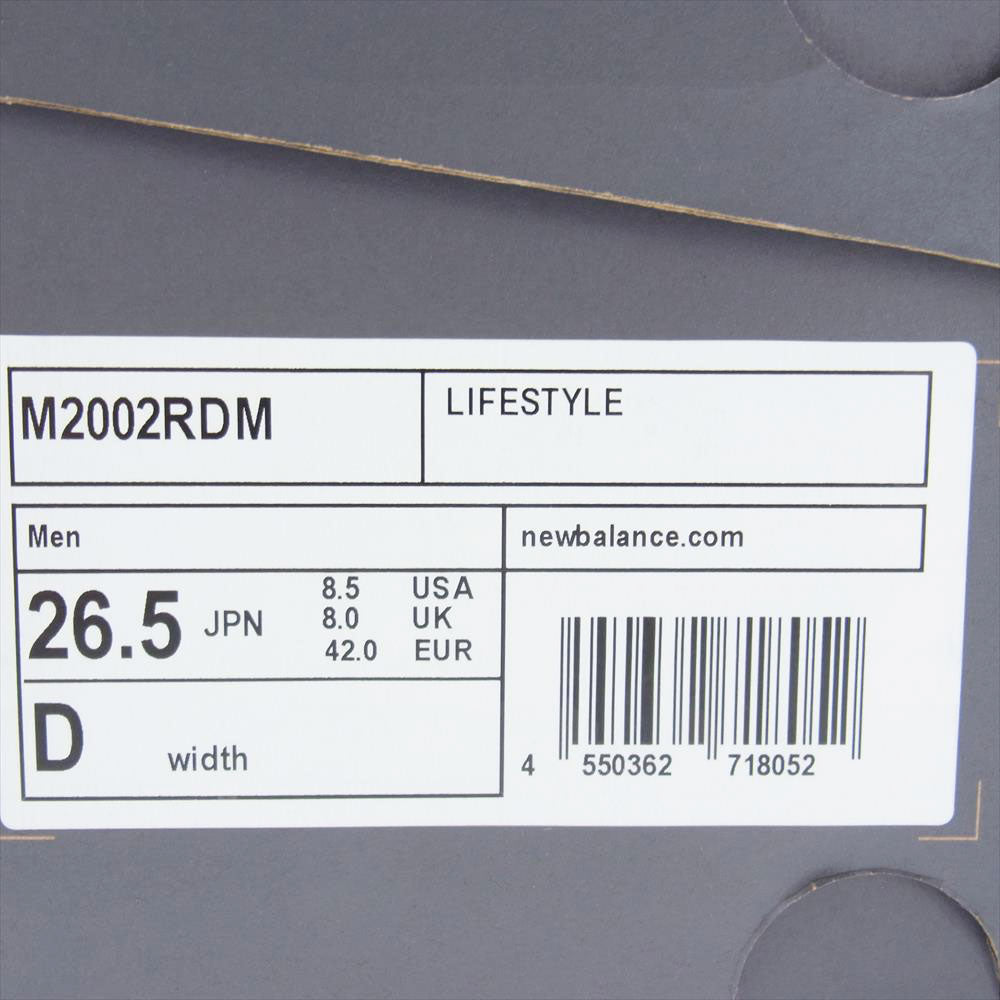 M2002RDM
LIFESTYLE
Men
newbalance.com
26.5 JPN
8.5 USA
8.0 UK
42.0 EUR
D width
4 550362 718052